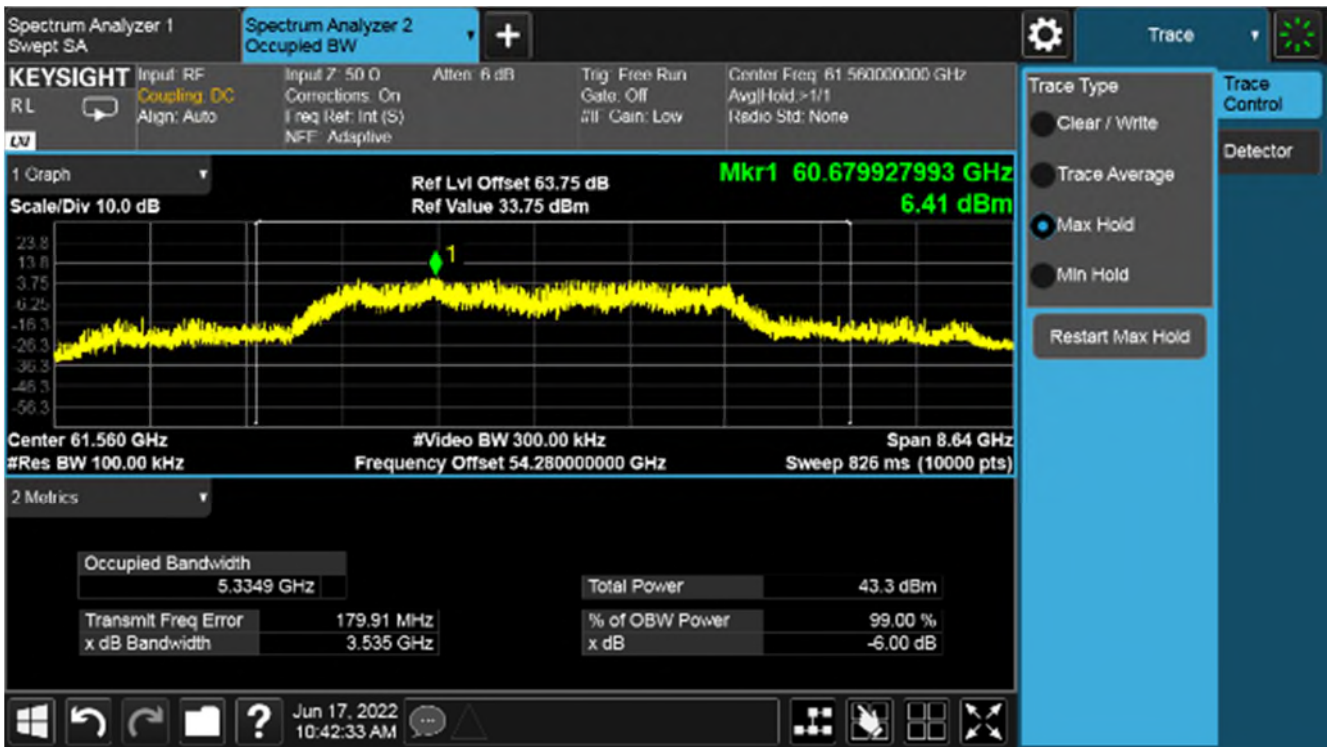 Spectrum Analyzer 1
Swept SA
Spectrum Analyzer 2
Occupied BW
Trace
KEYSIGHT
RL
LXI
Input: RF
Coupling: DC
Align: Auto
Input Z: 50 Ω
Corrections: On
Freq Ref: Int (S)
NFE: Adaptive
Atten: 6 dB
Trig: Free Run
Gate: Off
#IF Gain: Low
Center Freq: 61.560000000 GHz
Avg|Hold:>1/1
Radio Std: None
1 Graph
Scale/Div 10.0 dB
Ref Lvl Offset 63.75 dB
Ref Value 33.75 dBm
Mkr1 60.679927993 GHz
6.41 dBm
1
23.8
13.8
3.75
-6.25
-16.3
-26.3
-36.3
-46.3
-56.3
Center 61.560 GHz
#Video BW 300.00 kHz
Span 8.64 GHz
#Res BW 100.00 kHz
Frequency Offset 54.280000000 GHz
Sweep 826 ms (10000 pts)
2 Metrics
Occupied Bandwidth
5.3349 GHz
Total Power 43.3 dBm
Transmit Freq Error 179.91 MHz
% of OBW Power 99.00 %
x dB Bandwidth 3.535 GHz
x dB -6.00 dB
Trace Type
Clear / Write
Trace Average
Max Hold
Min Hold
Restart Max Hold
Trace
Control
Detector
?
Jun 17, 2022
10:42:33 AM